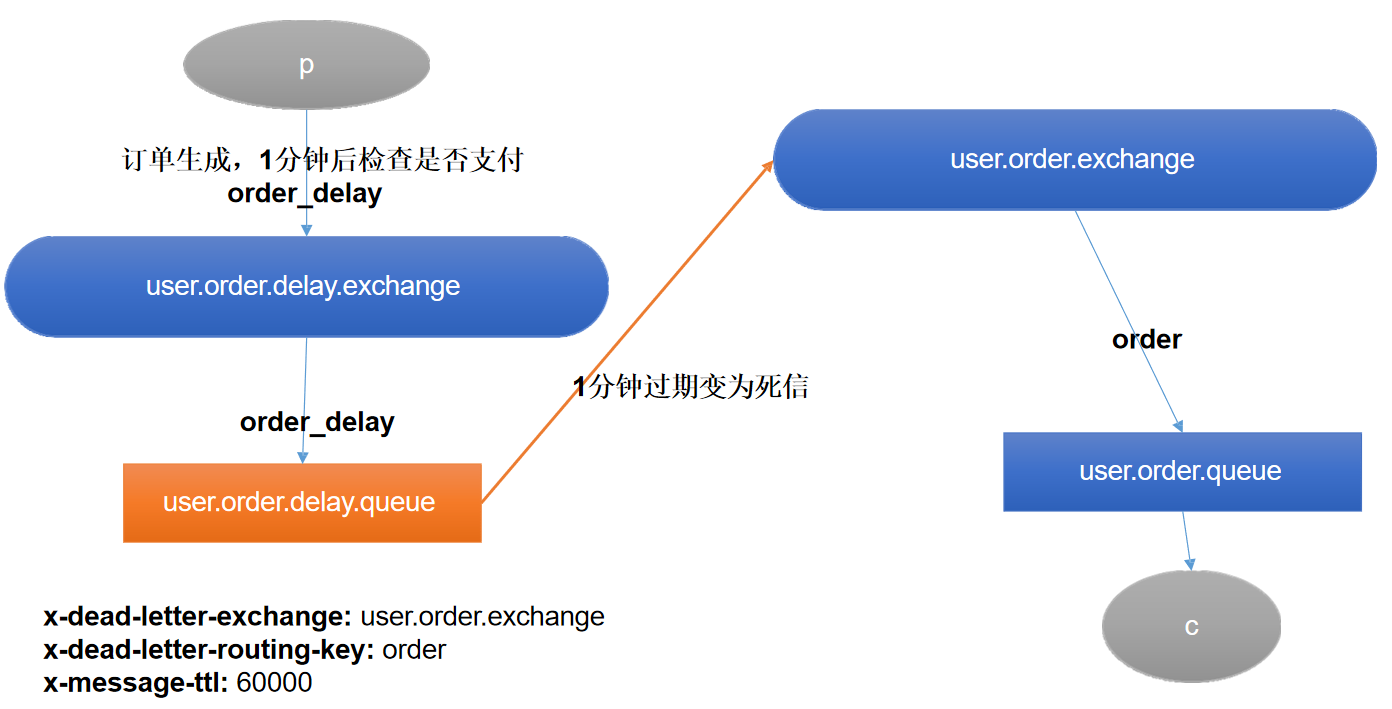 p
订单生成，1分钟后检查是否支付
order_delay
user.order.delay.exchange
order_delay
user.order.delay.queue
1分钟过期变为死信
user.order.exchange
order
user.order.queue
c
x-dead-letter-exchange: user.order.exchange
x-dead-letter-routing-key: order
x-message-ttl: 60000